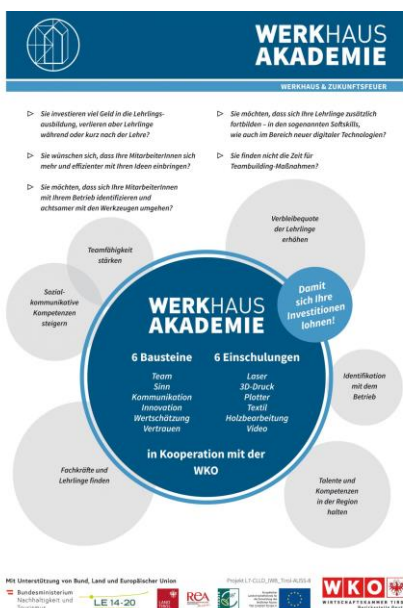 WERKHAUS
AKADEMIE
WERKHAUS & ZUKUNFTSFEUER
▷ Sie investieren viel Geld in die Lehrlings-
ausbildung, verlieren aber Lehrlinge
während oder kurz nach der Lehre?
▷ Sie wünschen sich, dass Ihre MitarbeiterInnen sich
mehr und effizienter mit Ihren Ideen einbringen?
▷ Sie möchten, dass sich Ihre MitarbeiterInnen
mit Ihrem Betrieb identifizieren und
achtsamer mit den Werkzeugen umgehen?
▷ Sie möchten, dass sich Ihre Lehrlinge zusätzlich
fortbilden – in den sogenannten Softskills,
wie auch im Bereich neuer digitaler Technologien?
▷ Sie finden nicht die Zeit für
Teambuilding-Maßnahmen?
Verbleibequote
der Lehrlinge
erhöhen
Teamfähigkeit
stärken
Sozial-
kommunikative
Kompetenzen
steigern
Damit
sich Ihre
Investitionen
lohnen!
WERKHAUS
AKADEMIE
6 Bausteine
Team
Sinn
Kommunikation
Innovation
Wertschätzung
Vertrauen
6 Einschulungen
Laser
3D-Druck
Plotter
Textil
Holzbearbeitung
Video
in Kooperation mit der
WKO
Identifikation
mit dem
Betrieb
Fachkräfte und
Lehrlinge finden
Talente und
Kompetenzen
in der Region
halten
Mit Unterstützung von Bund, Land und Europäischer Union
Bundesministerium
Nachhaltigkeit und
Tourismus
LE 14-20
REA
WKO
WIRTSCHAFTSKAMMER TIROL